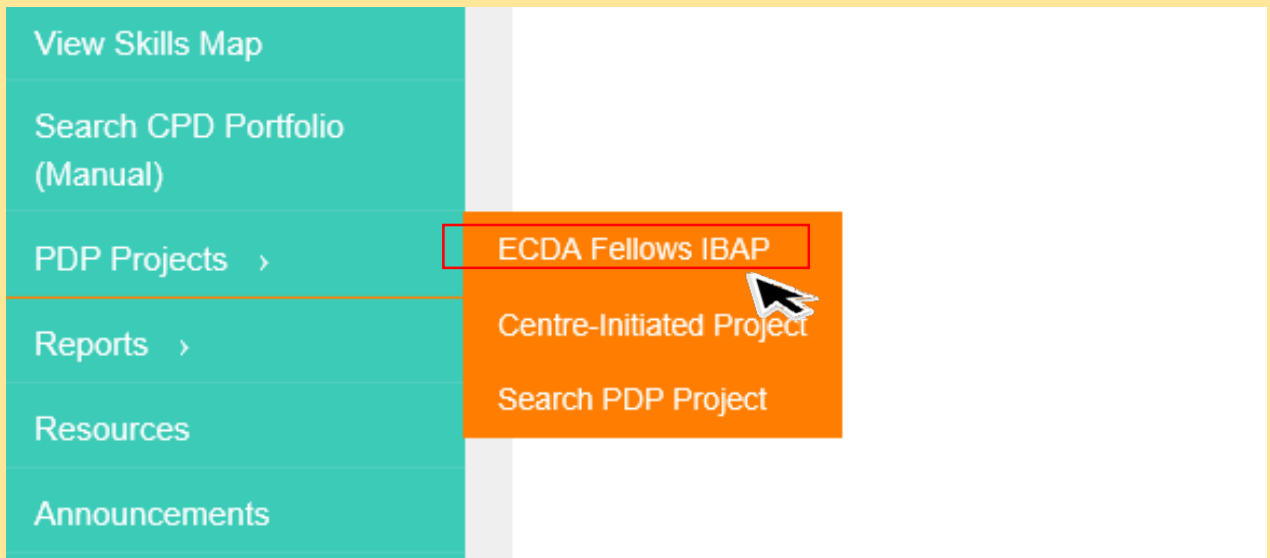 View Skills Map
Search CPD Portfolio
(Manual)
PDP Projects ›
ECDA Fellows IBAP
Centre-Initiated Project
Search PDP Project
Reports ›
Resources
Announcements